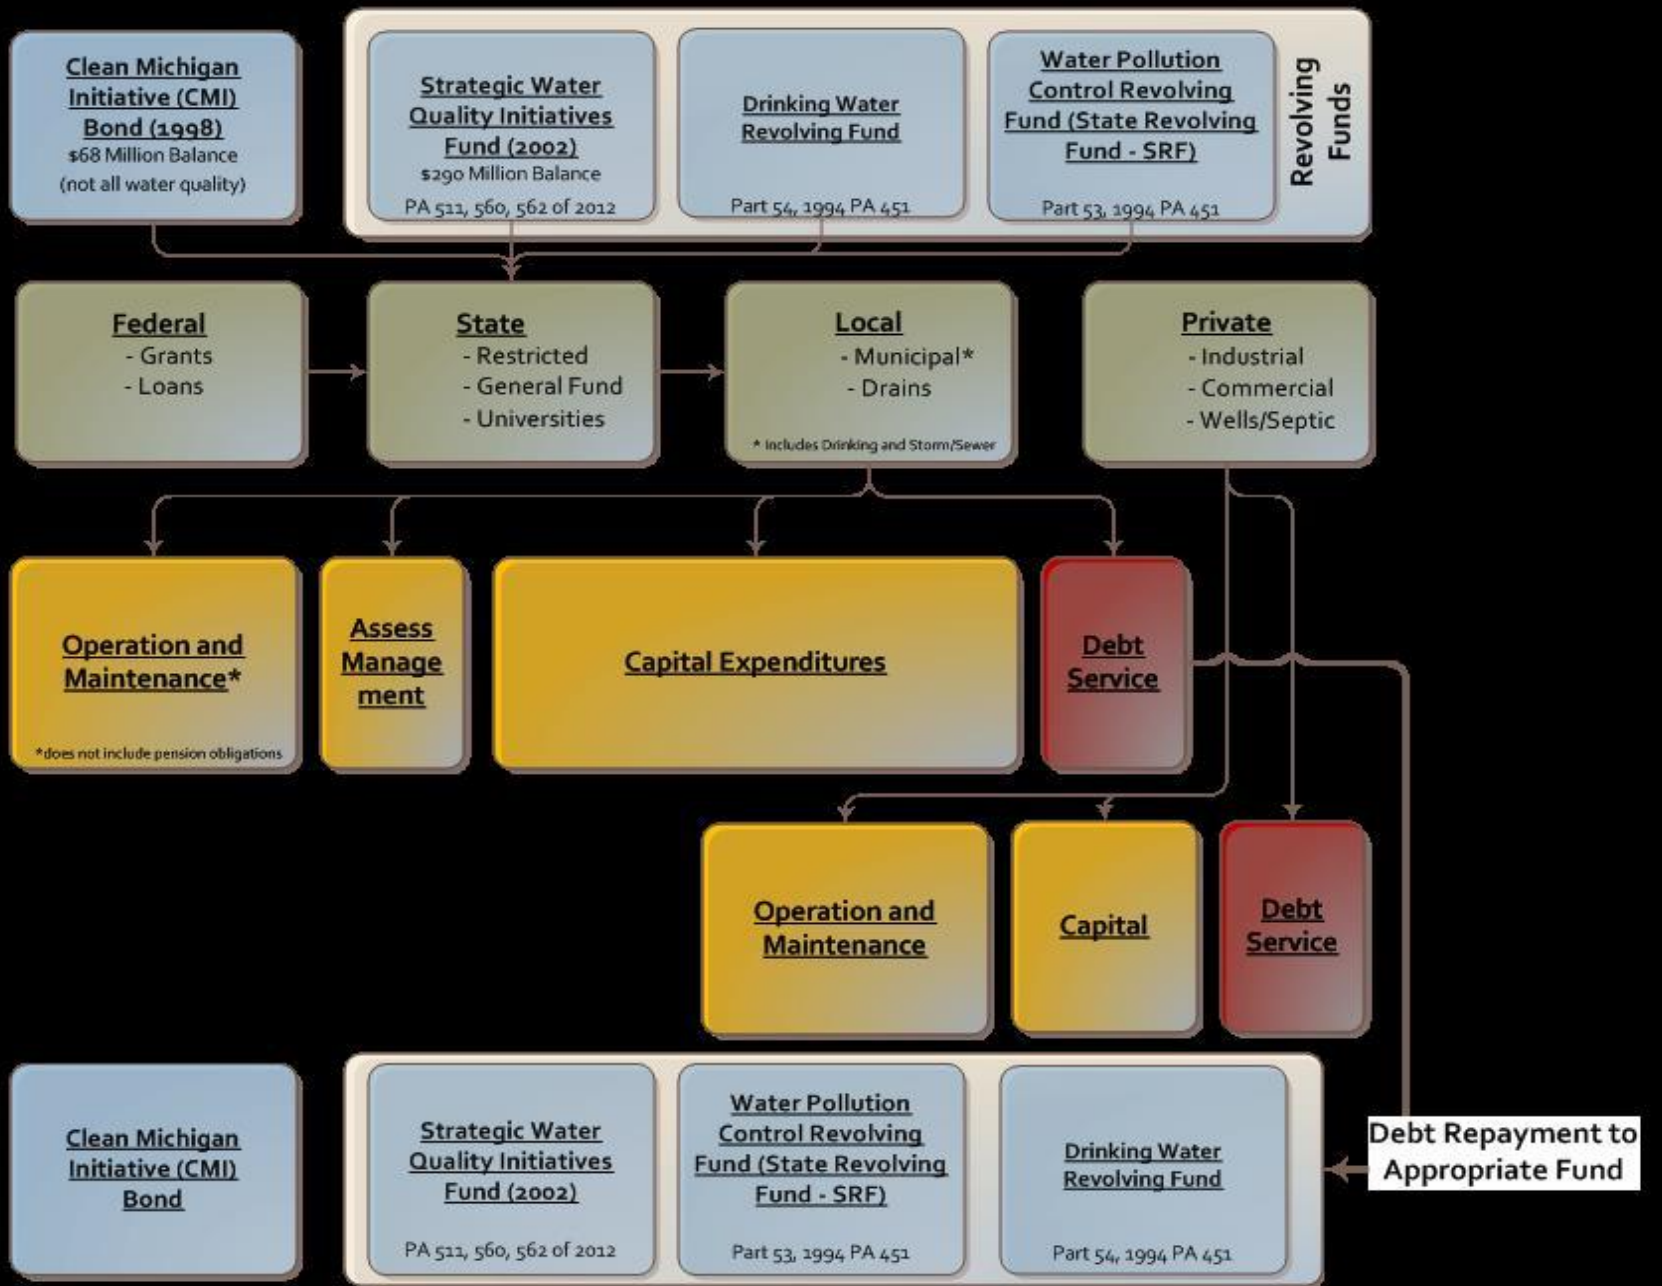 Clean Michigan
Initiative (CMI)
Bond (1998)
$68 Million Balance
(not all water quality)
Strategic Water
Quality Initiatives
Fund (2002)
$290 Million Balance
PA 511, 560, 562 of 2012
Drinking Water
Revolving Fund
Part 54, 1994 PA 451
Water Pollution
Control Revolving
Fund (State Revolving
Fund - SRF)
Part 53, 1994 PA 451
Revolving
Funds
Federal
- Grants
- Loans
State
- Restricted
- General Fund
- Universities
Local
- Municipal*
- Drains
* Includes Drinking and Storm/Sewer
Private
- Industrial
- Commercial
- Wells/Septic
Operation and
Maintenance*
*does not include pension obligations
Assess
Manage
ment
Capital Expenditures
Debt
Service
Operation and
Maintenance
Capital
Debt
Service
Clean Michigan
Initiative (CMI)
Bond
Strategic Water
Quality Initiatives
Fund (2002)
PA 511, 560, 562 of 2012
Water Pollution
Control Revolving
Fund (State Revolving
Fund - SRF)
Part 53, 1994 PA 451
Drinking Water
Revolving Fund
Part 54, 1994 PA 451
Debt Repayment to
Appropriate Fund